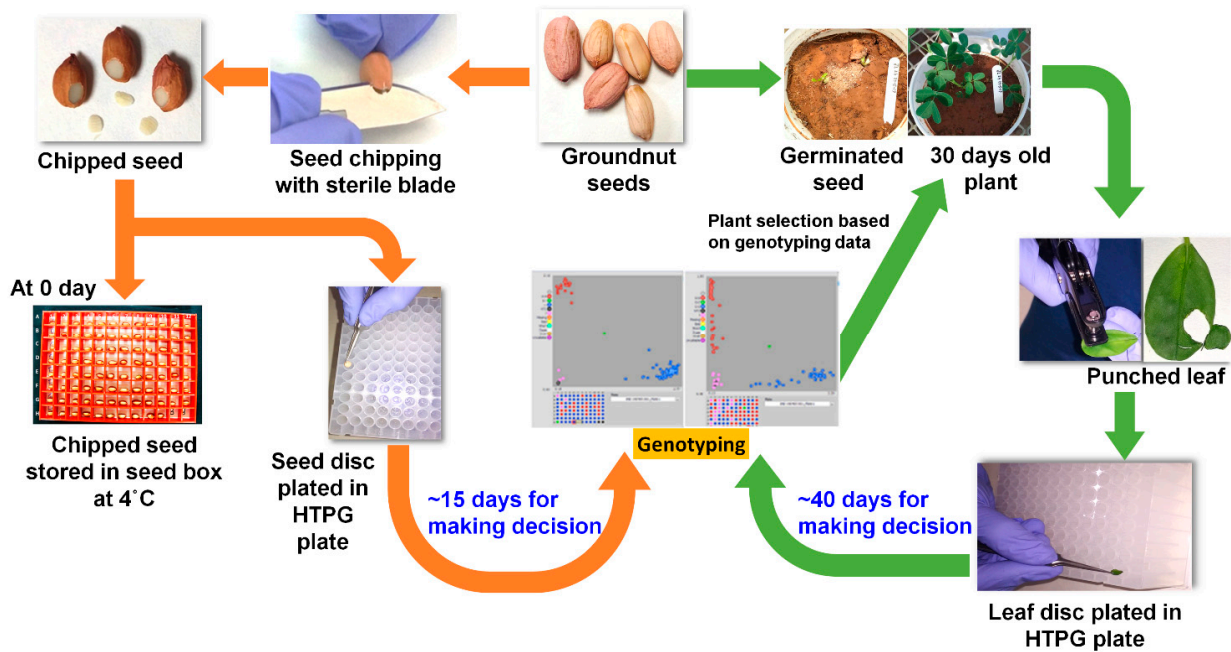 Chipped seed
Seed chipping
with sterile blade
Groundnut
seeds
Germinated
seed
30 days old
plant
Plant selection based
on genotyping data
At 0 day
Punched leaf
Chipped seed
stored in seed box
at 4˚C
Seed disc
plated in
HTPG
plate
~15 days for
making decision
Genotyping
~40 days for
making decision
Leaf disc plated in
HTPG plate